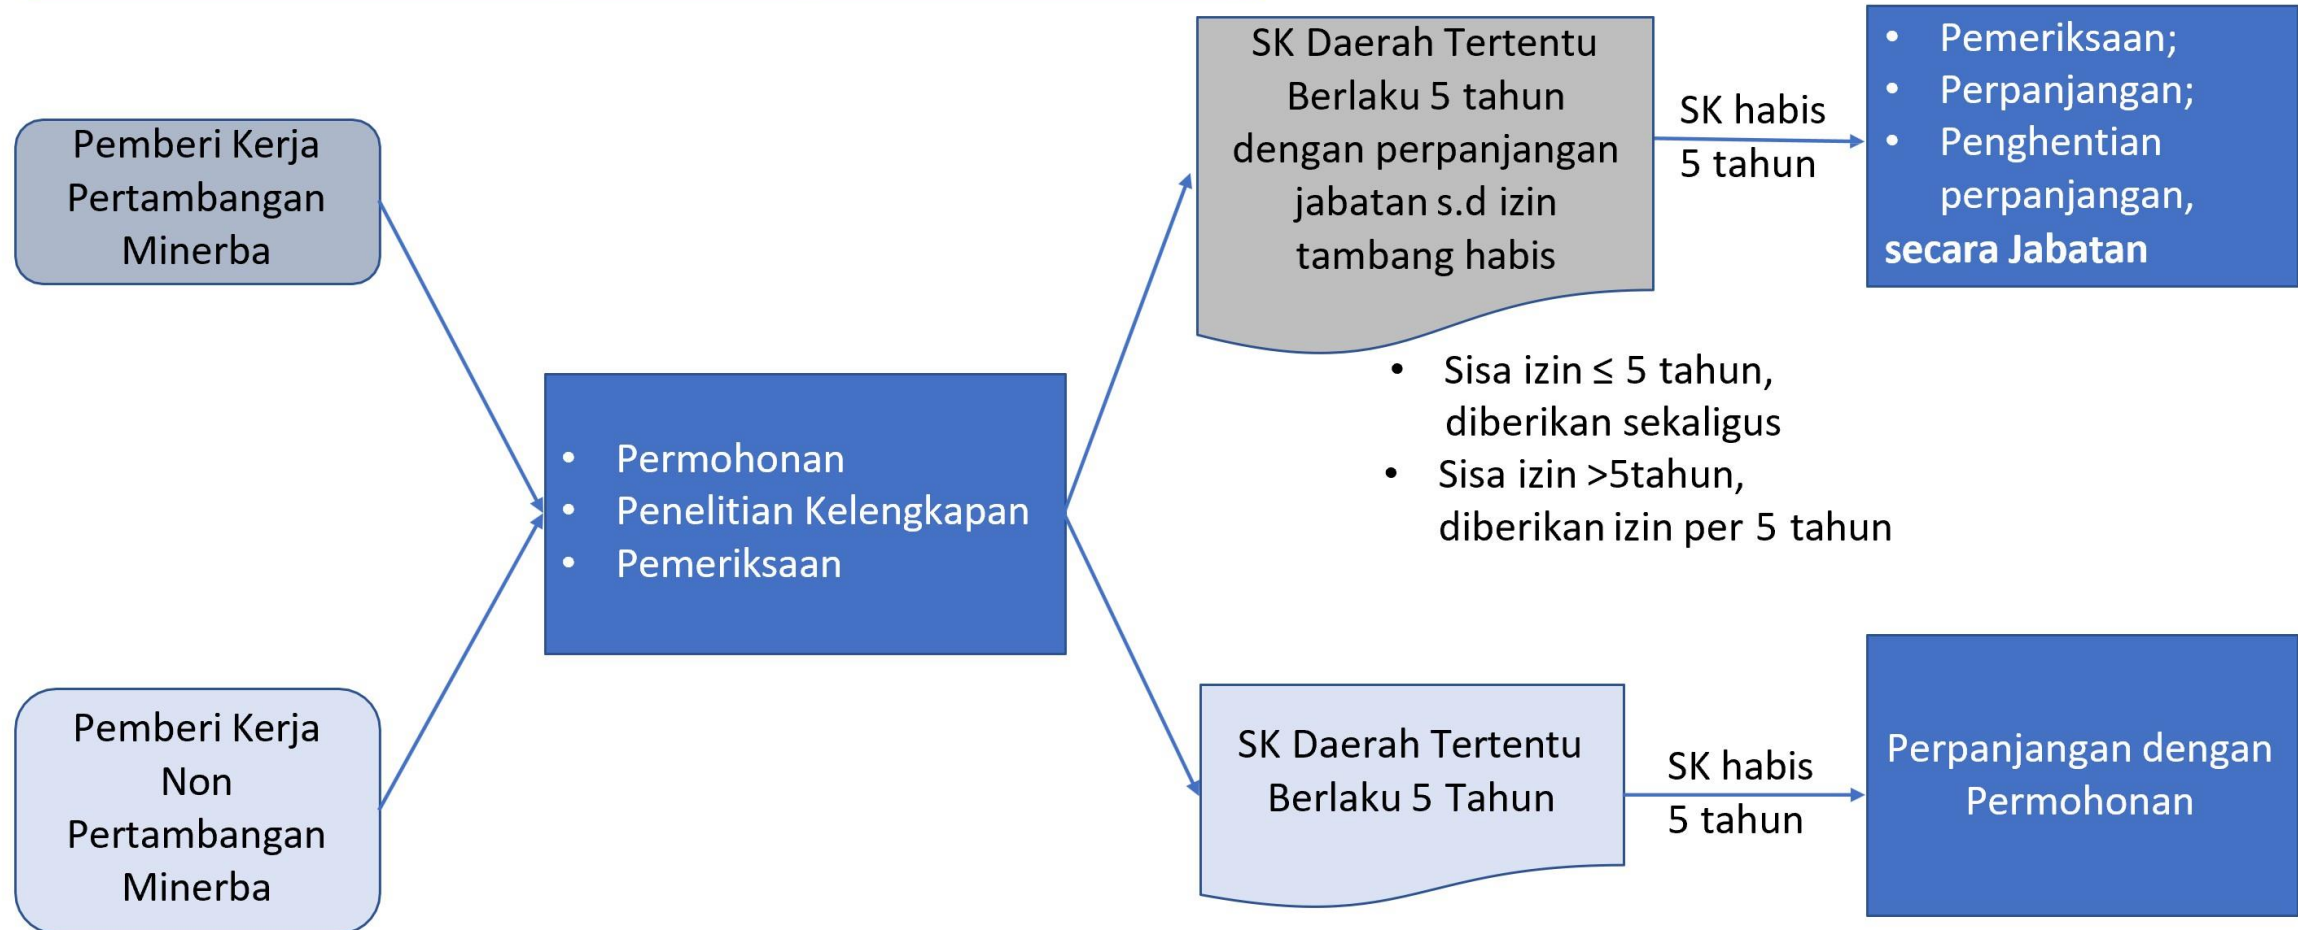 Pemberi Kerja
Pertambangan
Minerba
Pemberi Kerja
Non
Pertambangan
Minerba
• Permohonan
• Penelitian Kelengkapan
• Pemeriksaan
SK Daerah Tertentu
Berlaku 5 tahun
dengan perpanjangan
jabatan s.d izin
tambang habis
SK habis
5 tahun
• Pemeriksaan;
• Perpanjangan;
• Penghentian
perpanjangan,
secara Jabatan
• Sisa izin ≤ 5 tahun,
diberikan sekaligus
• Sisa izin >5tahun,
diberikan izin per 5 tahun
SK Daerah Tertentu
Berlaku 5 Tahun
SK habis
5 tahun
Perpanjangan dengan
Permohonan